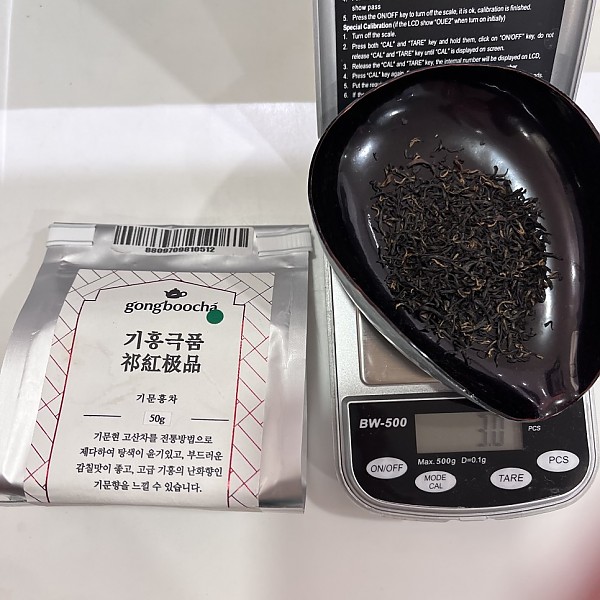 show pass
5. Press the ON/OFF key to turn off the scale, it is ok, calibration is finished.
Special Calibration (if the LCD show "OUE2" when turn on initially)
1. Turn off the scale.
2. Press both "CAL" and "TARE" key and hold them, click on "ON/OFF" key, do not
release "CAL" and "TARE" key until "CAL" is displayed on screen.
3. Release the "CAL" and "TARE" key, the internal number will be displayed on LCD,
4. Press "CAL" key again
5. Put the
6. If the
8809709810512
gongboocha
기홍극품
祁紅极品
기문홍차
50g
기문현 고산차를 전통방법으로
제다하여 탕색이 윤기있고, 부드러운
감칠맛이 좋고, 고급 기홍의 난화향인
기문향을 느낄 수 있습니다.
BW-500
3.0
PCS
Max. 500g D=0.1g
ON/OFF
MODE
CAL
TARE
PCS